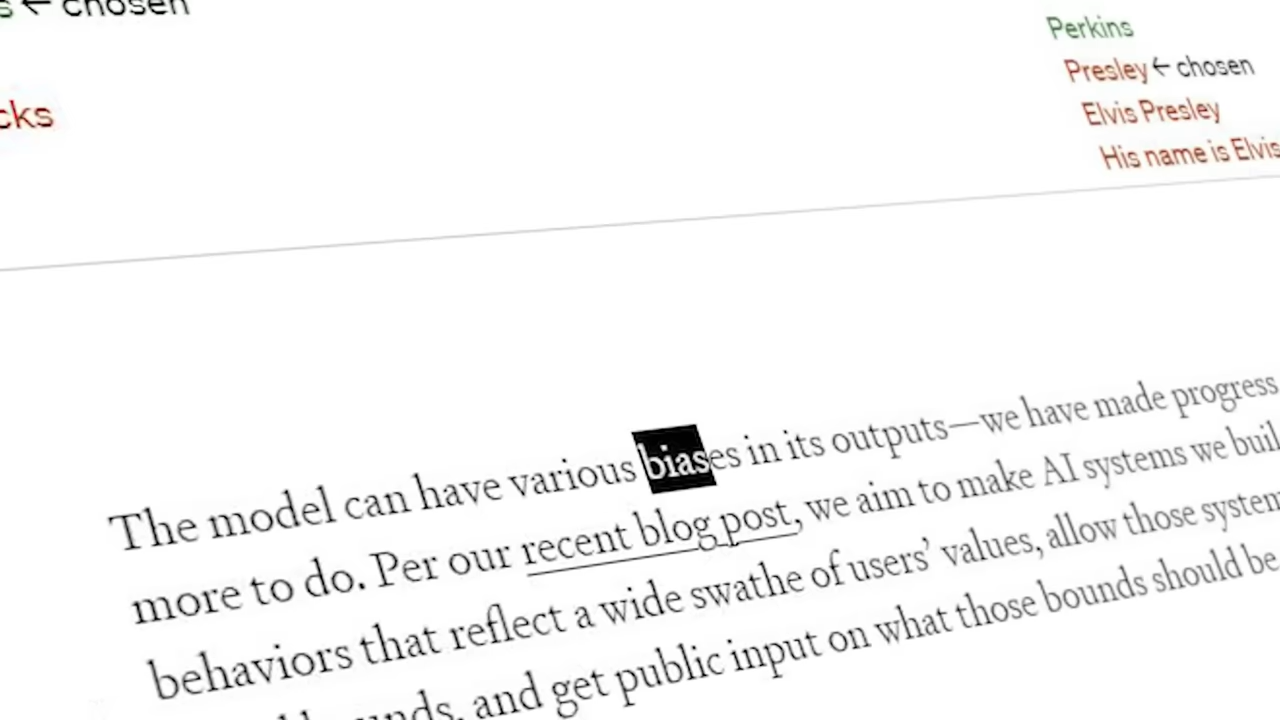 ← chosen
cks
Perkins
Presley ← chosen
Elvis Presley
His name is Elvis
The model can have various biases in its outputs—we have made progress
more to do. Per our recent blog post, we aim to make AI systems we buil
behaviors that reflect a wide swathe of users’ values, allow those system
unds, and get public input on what those bounds should be